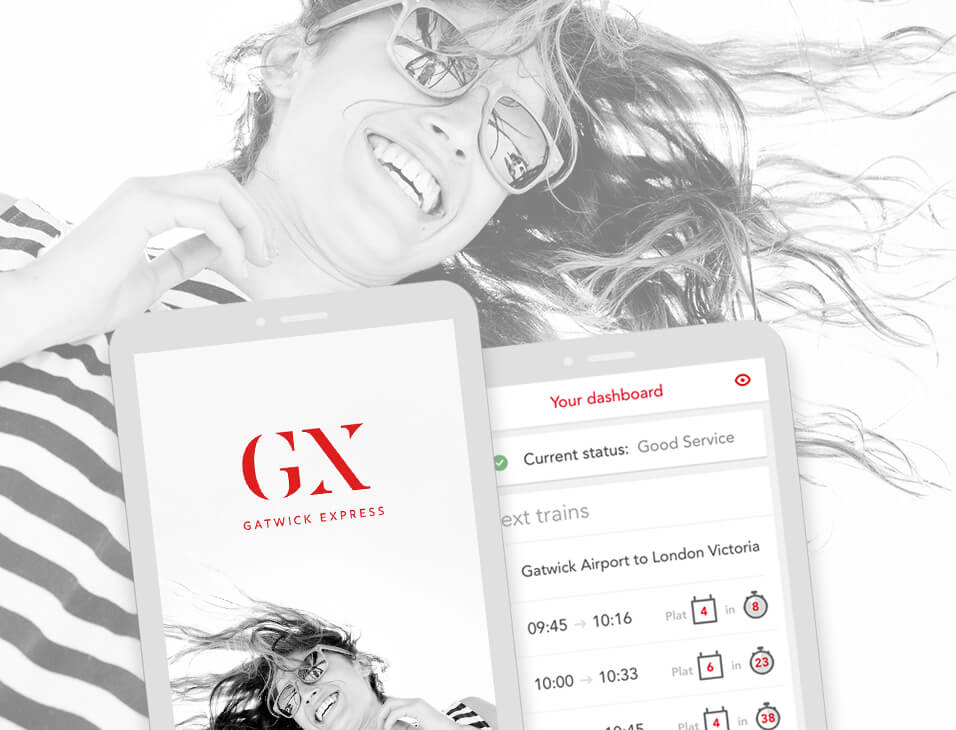 GX
GATWICK EXPRESS
Your dashboard
Current status: Good Service
ext trains
Gatwick Airport to London Victoria
09:45 → 10:16 Plat 4 in 8
10:00 → 10:33 Plat 6 in 23
Plat 4 in 38